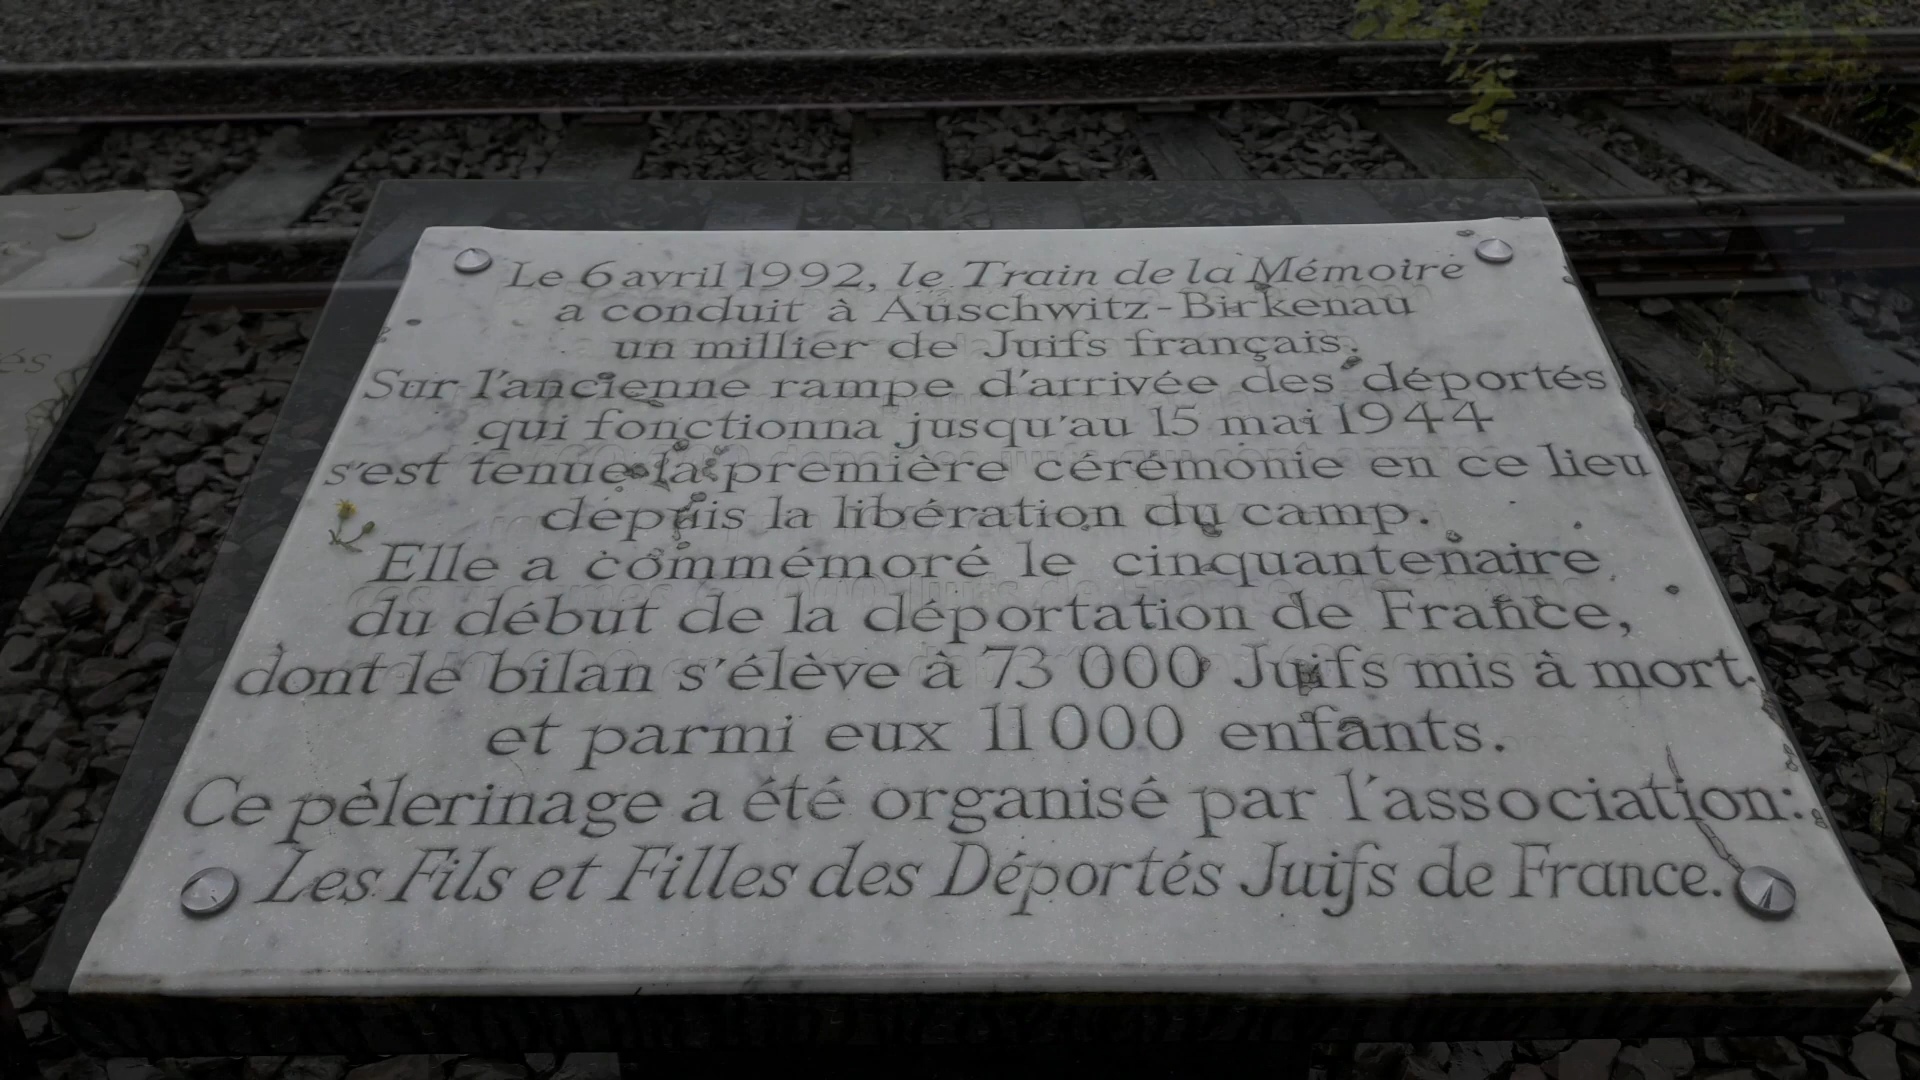 Le 6 avril 1992, le Train de la Mémoire
a conduit à Auschwitz-Birkenau
un millier de Juifs français.
Sur l'ancienne rampe d'arrivée des déportés
qui fonctionna jusqu'au 15 mai 1944
s'est tenue la première cérémonie en ce lieu
depuis la libération du camp.
Elle a commémoré le cinquantenaire
du début de la déportation de France,
dont le bilan s'élève à 73 000 Juifs mis à mort
et parmi eux 11 000 enfants.
Ce pèlerinage a été organisé par l'association:
Les Fils et Filles des Déportés Juifs de France.